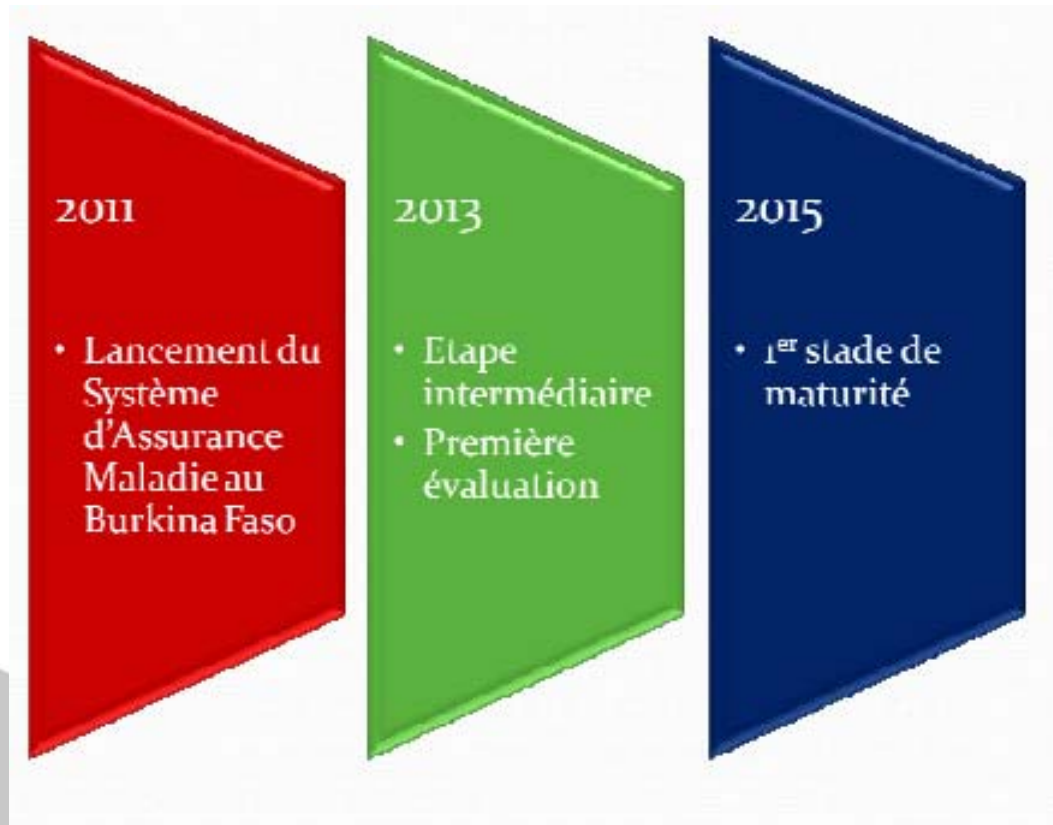 2011
• Lancement du
Système
d'Assurance
Maladie au
Burkina Faso
2013
• Etape
intermédiaire
• Première
évaluation
2015
• 1er stade de
maturité